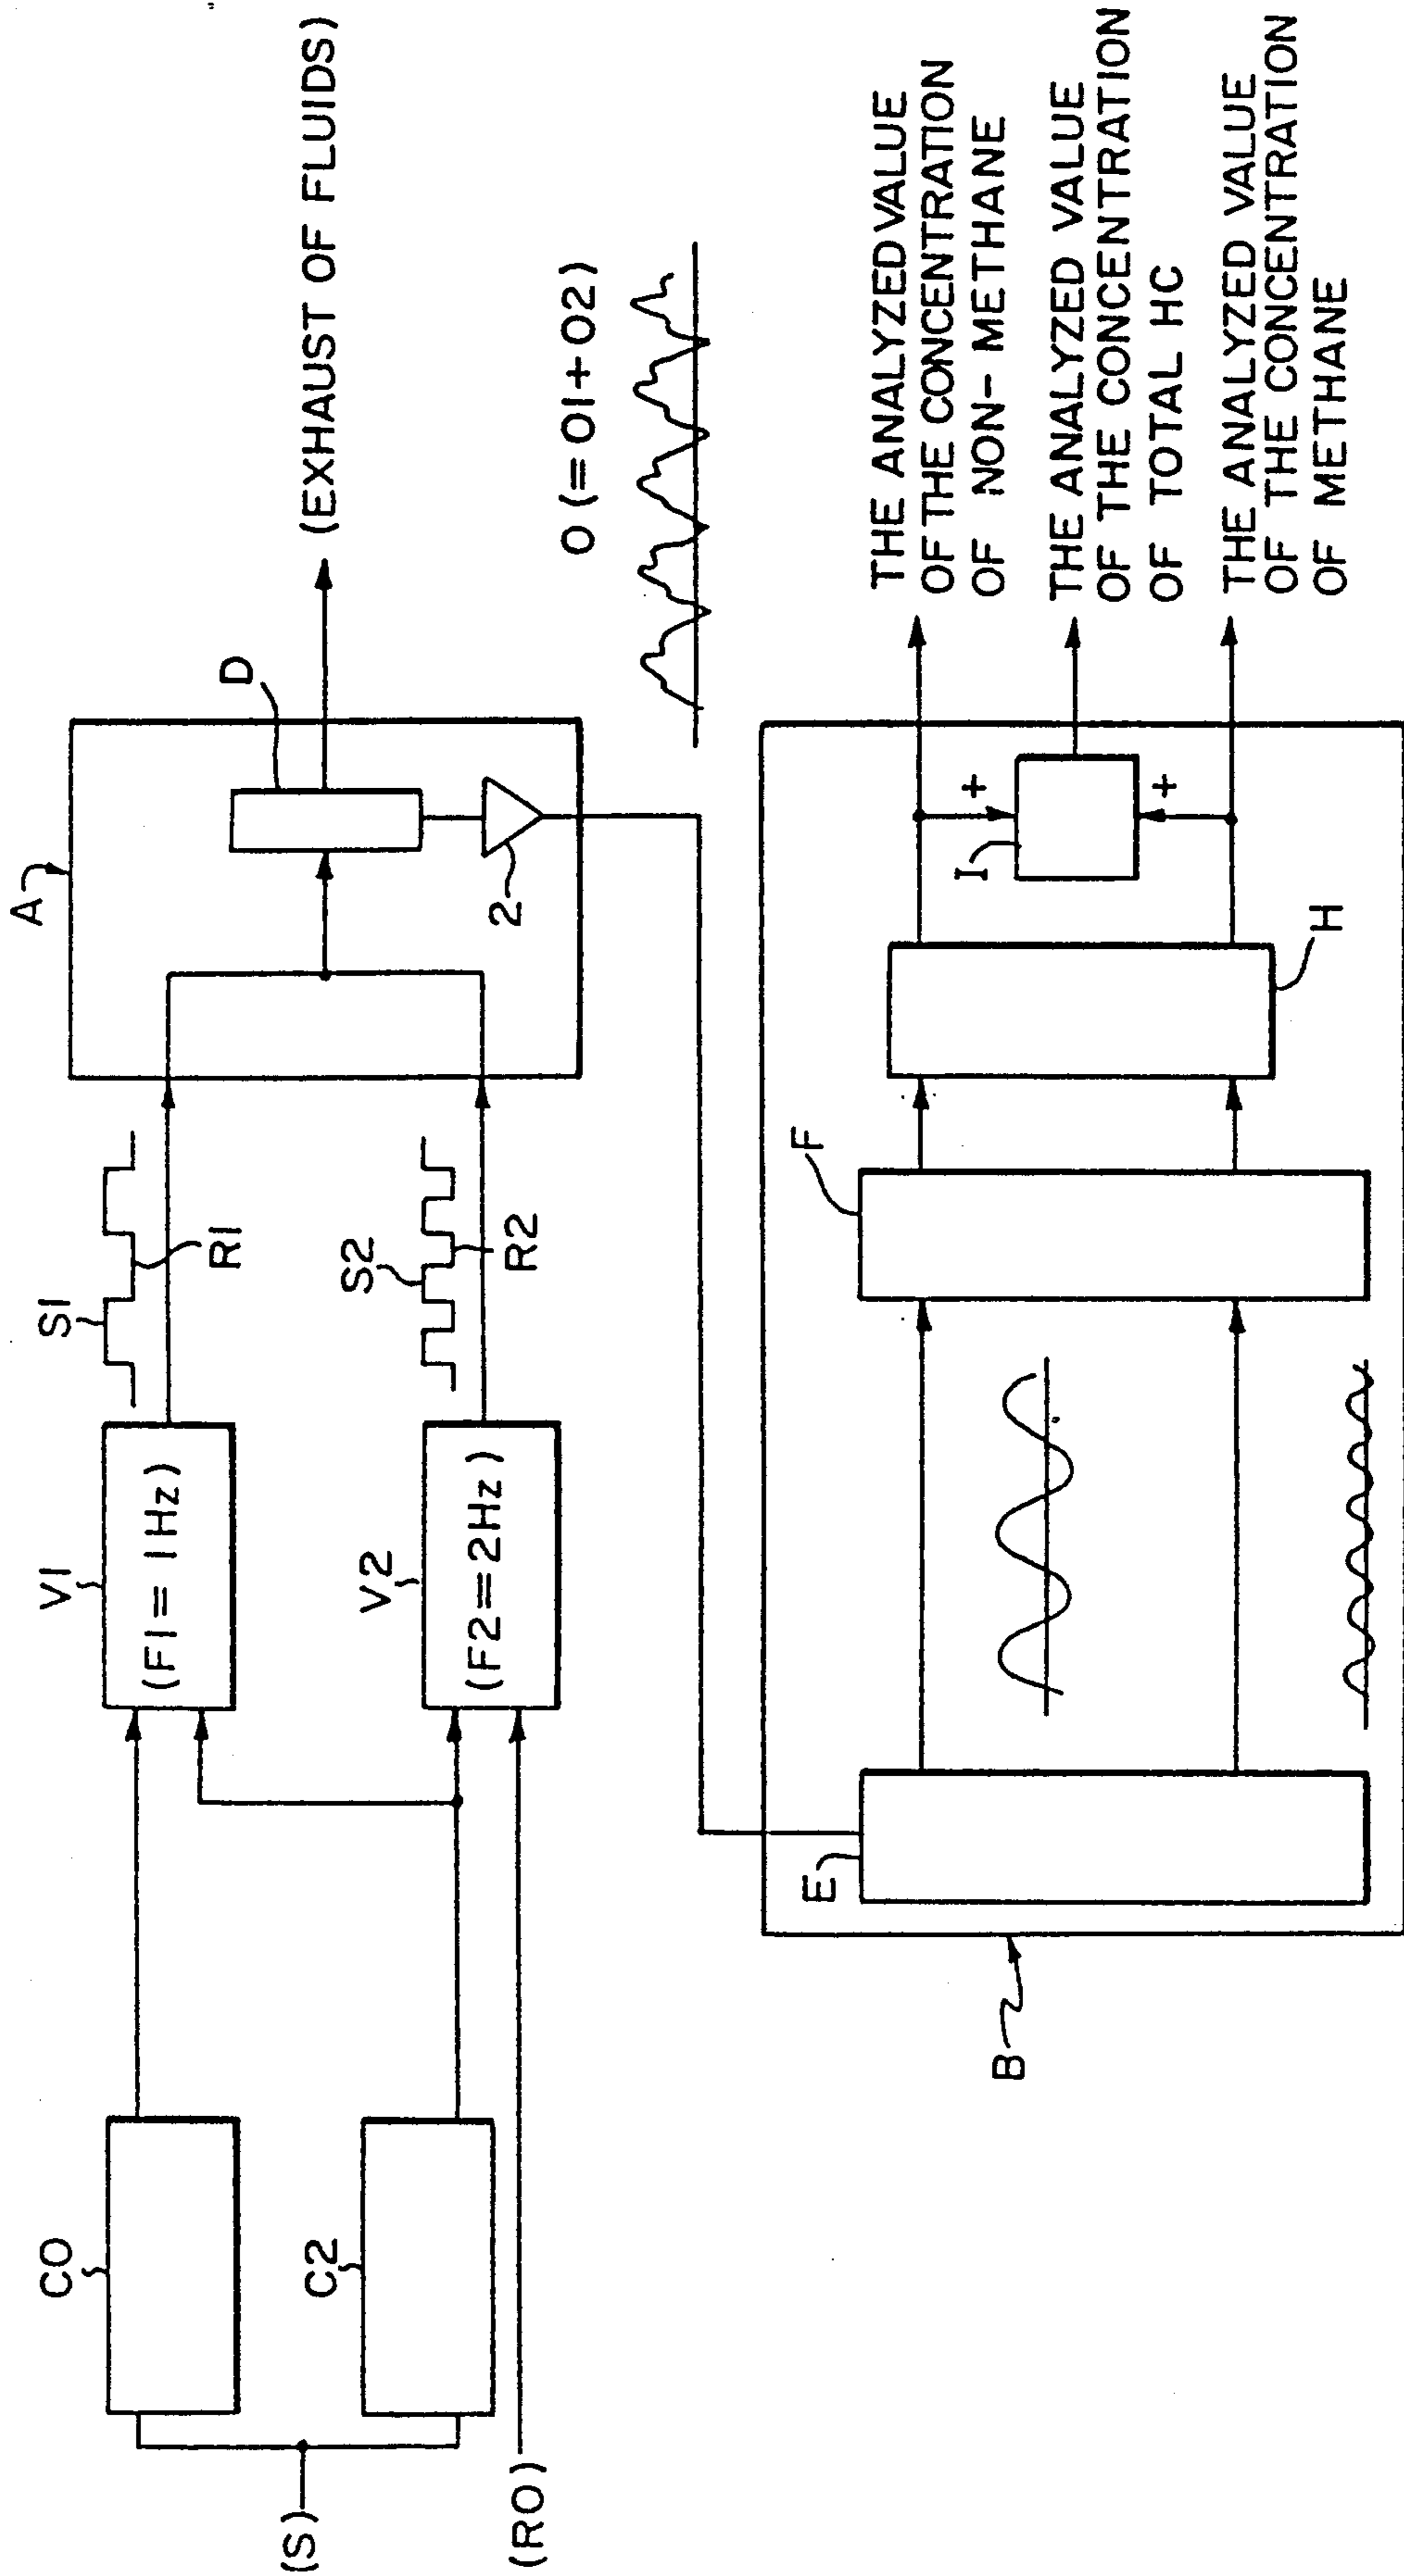 (S)
(RO)
CO
C2
V1
(F1 = 1Hz)
V2
(F2 = 2Hz)
S1
R1
S2
R2
A
D
2
(EXHAUST OF FLUIDS)
O (= O1 + O2)
B
E
F
H
I
+
+
THE ANALYZED VALUE
OF THE CONCENTRATION
OF NON-METHANE
THE ANALYZED VALUE
OF THE CONCENTRATION
OF TOTAL HC
THE ANALYZED VALUE
OF THE CONCENTRATION
OF METHANE